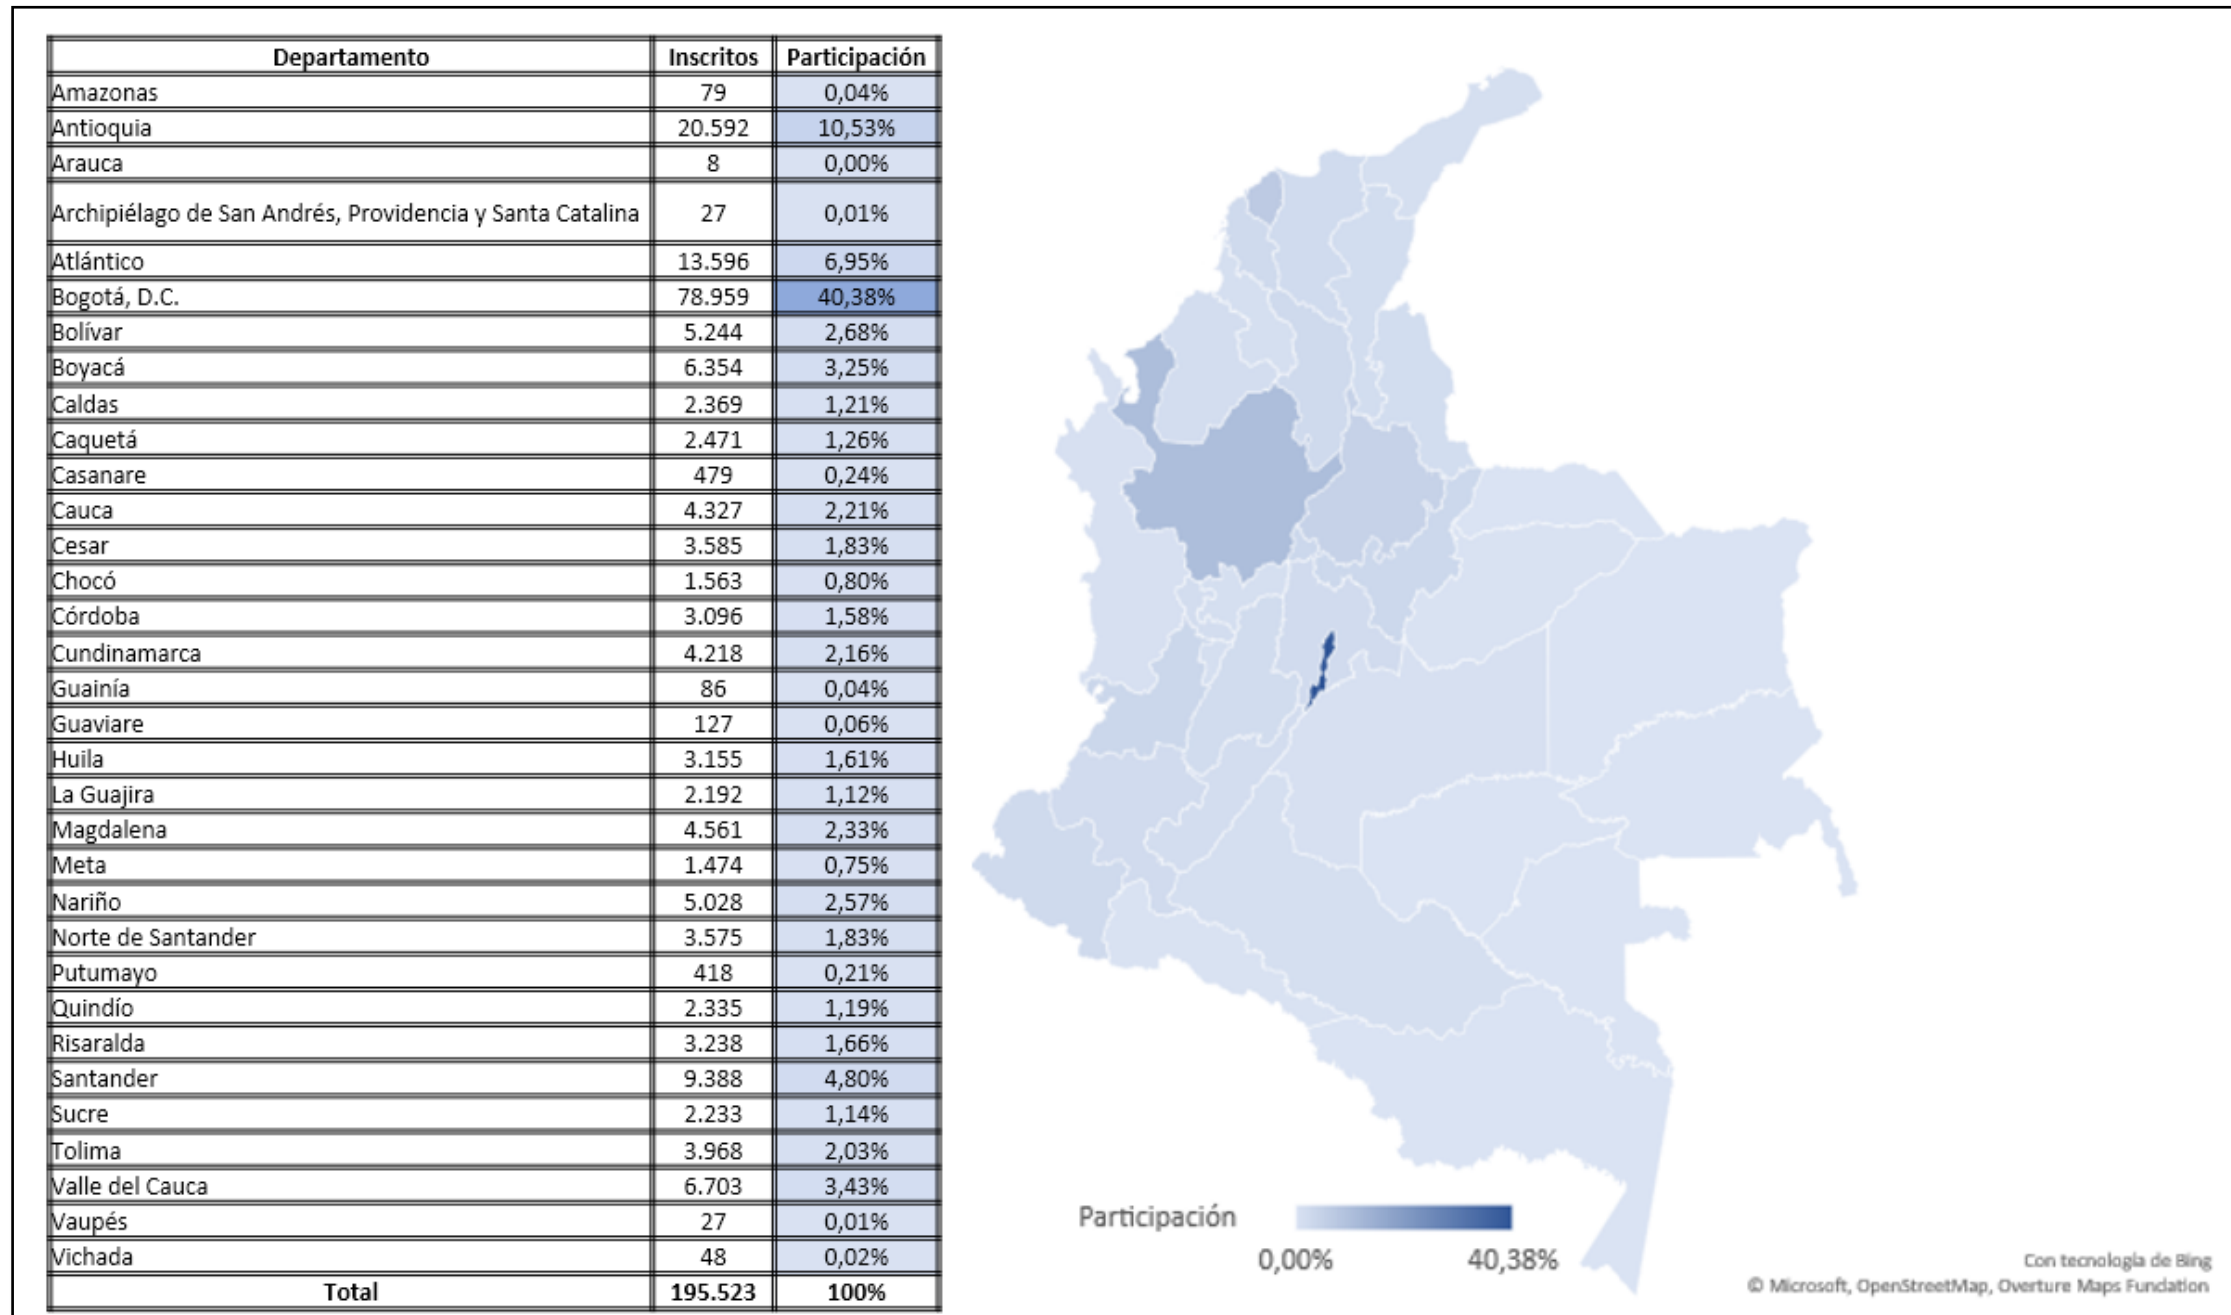 Departamento Inscritos Participación
Amazonas 79 0,04%
Antioquia 20.592 10,53%
Arauca 8 0,00%
Archipiélago de San Andrés, Providencia y Santa Catalina 27 0,01%
Atlántico 13.596 6,95%
Bogotá, D.C. 78.959 40,38%
Bolívar 5.244 2,68%
Boyacá 6.354 3,25%
Caldas 2.369 1,21%
Caquetá 2.471 1,26%
Casanare 479 0,24%
Cauca 4.327 2,21%
Cesar 3.585 1,83%
Chocó 1.563 0,80%
Córdoba 3.096 1,58%
Cundinamarca 4.218 2,16%
Guainía 86 0,04%
Guaviare 127 0,06%
Huila 3.155 1,61%
La Guajira 2.192 1,12%
Magdalena 4.561 2,33%
Meta 1.474 0,75%
Nariño 5.028 2,57%
Norte de Santander 3.575 1,83%
Putumayo 418 0,21%
Quindío 2.335 1,19%
Risaralda 3.238 1,66%
Santander 9.388 4,80%
Sucre 2.233 1,14%
Tolima 3.968 2,03%
Valle del Cauca 6.703 3,43%
Vaupés 27 0,01%
Vichada 48 0,02%
Total 195.523 100%
Participación
0,00% 40,38%
Con tecnología de Bing
© Microsoft, OpenStreetMap, Overture Maps Fundation